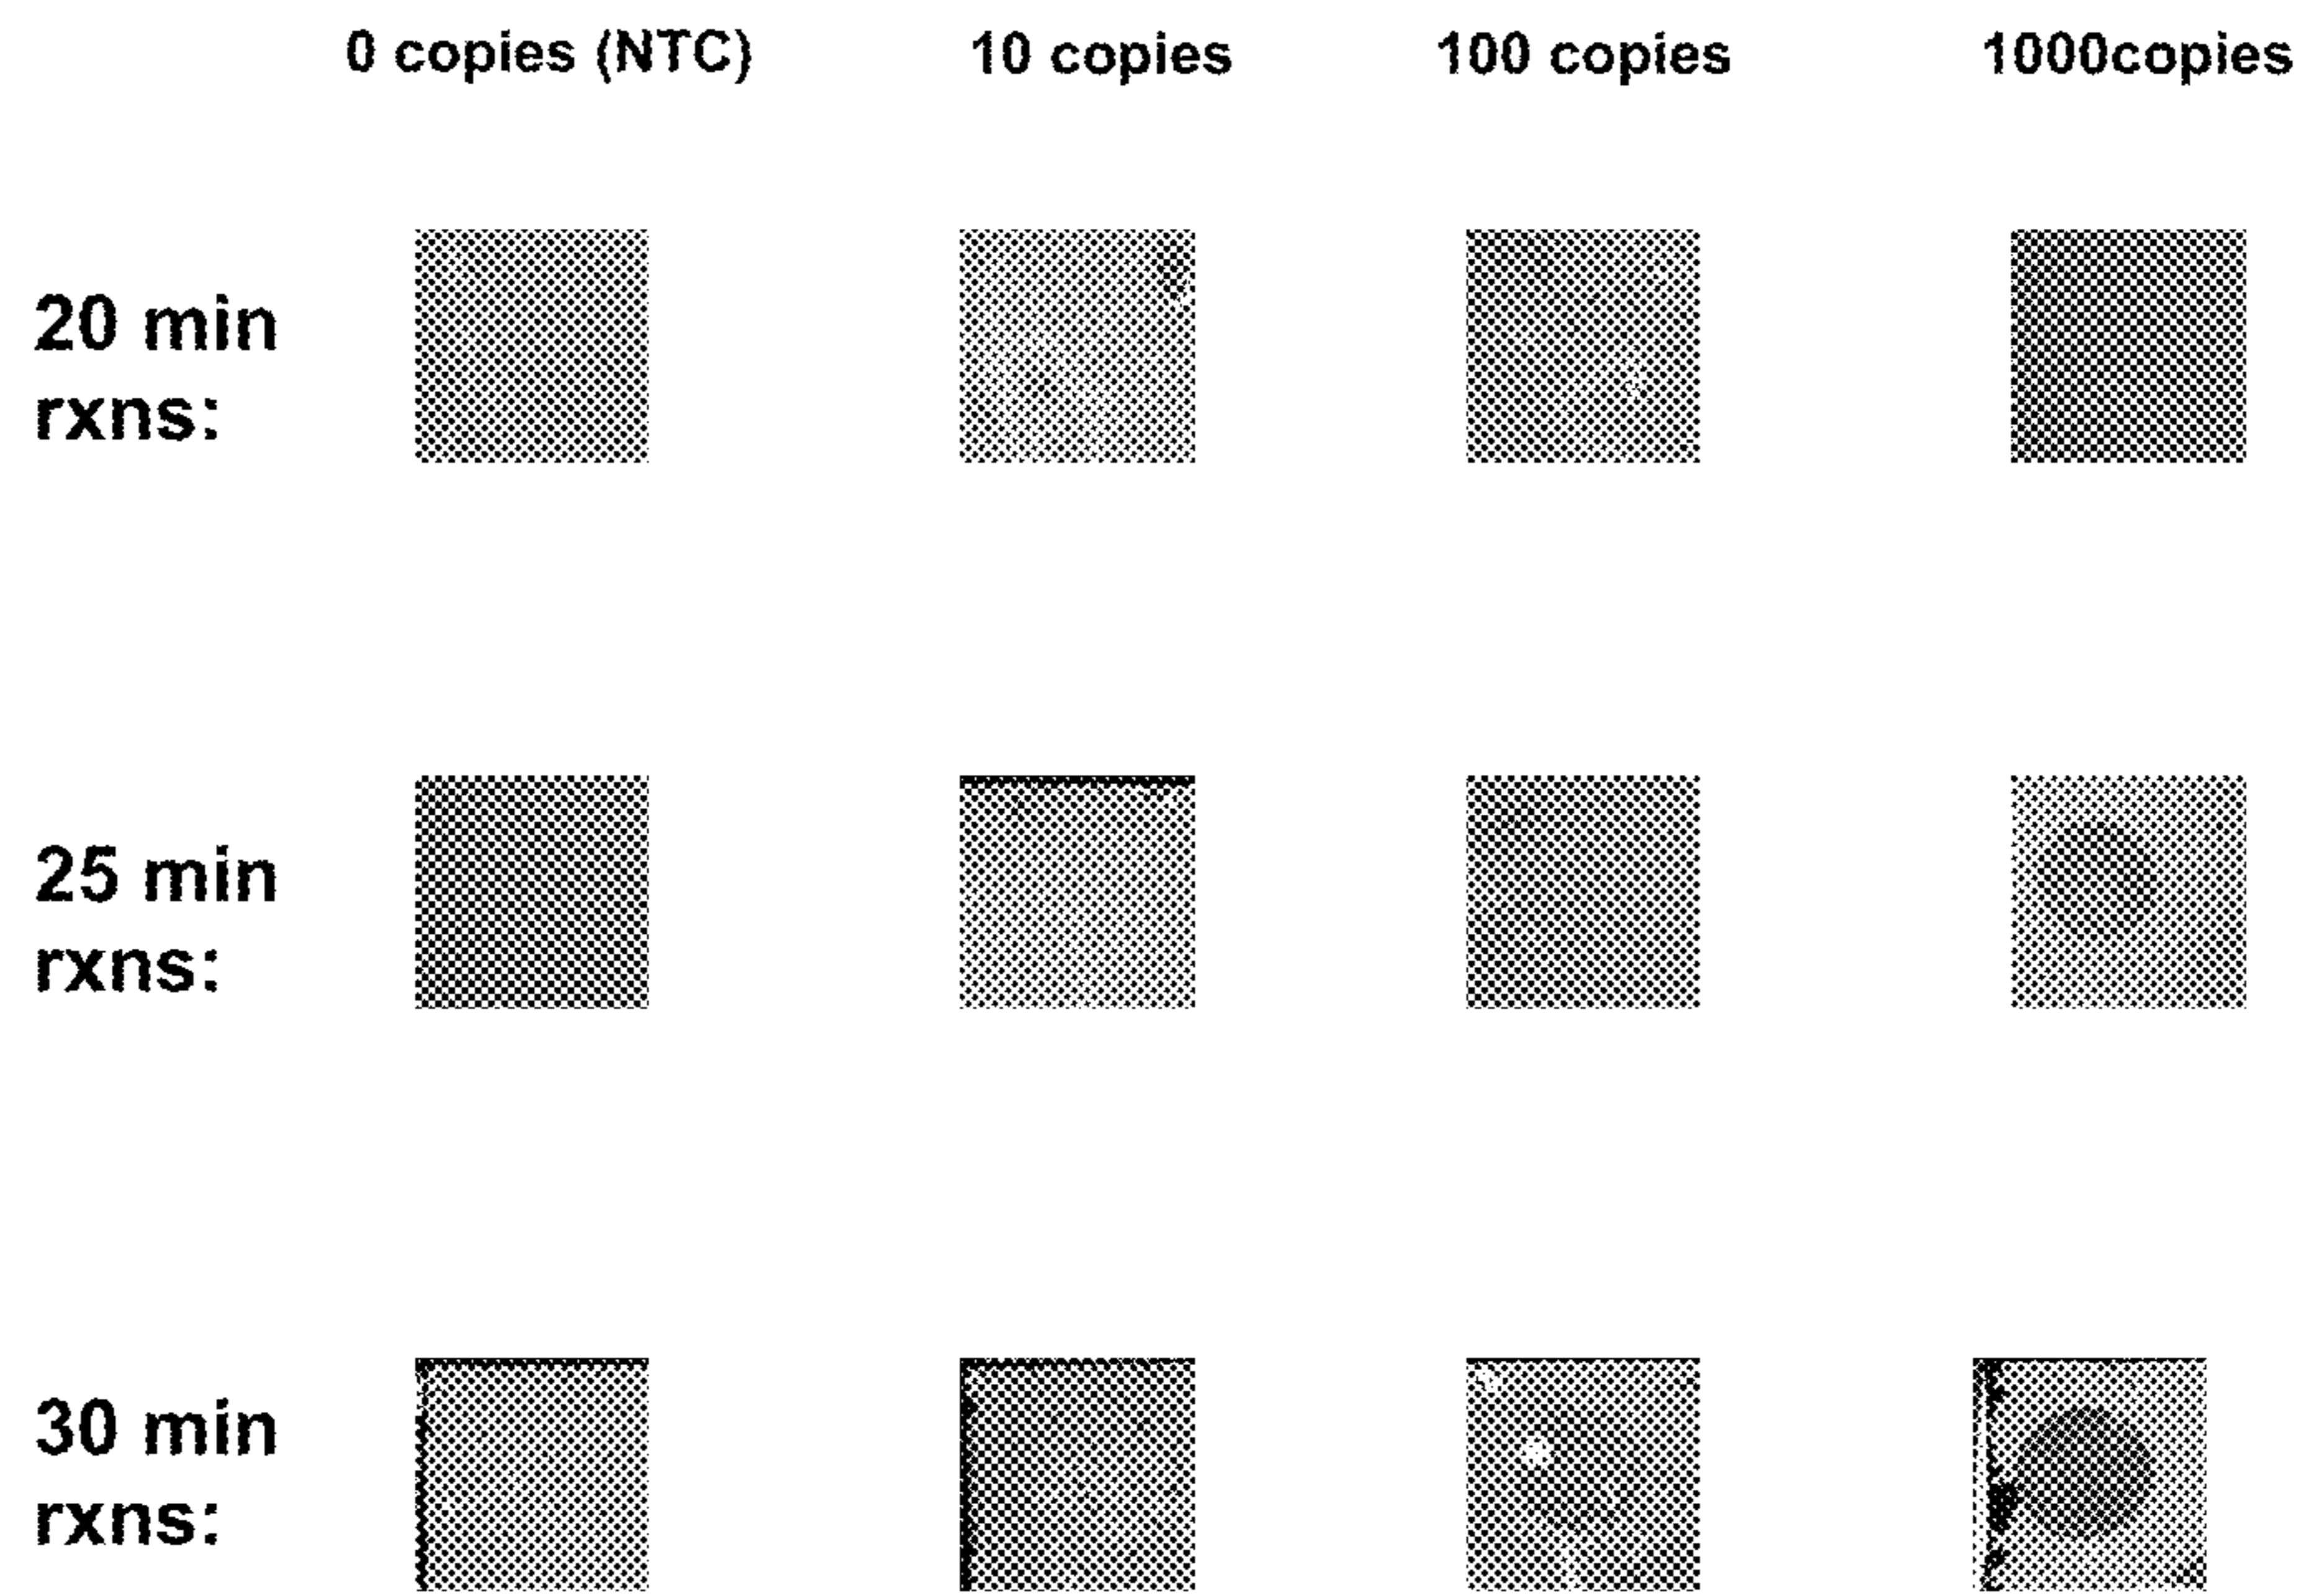 0 copies (NTC) 10 copies 100 copies 1000copies
20 min
rxns:
25 min
rxns:
30 min
rxns: